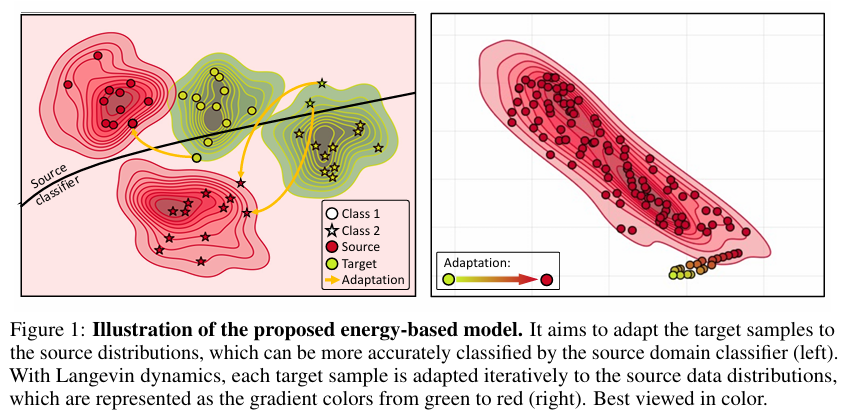 Source
classifier
Class 1
Class 2
Source
Target
Adaptation
Adaptation:
Figure 1: Illustration of the proposed energy-based model. It aims to adapt the target samples to
the source distributions, which can be more accurately classified by the source domain classifier (left).
With Langevin dynamics, each target sample is adapted iteratively to the source data distributions,
which are represented as the gradient colors from green to red (right). Best viewed in color.